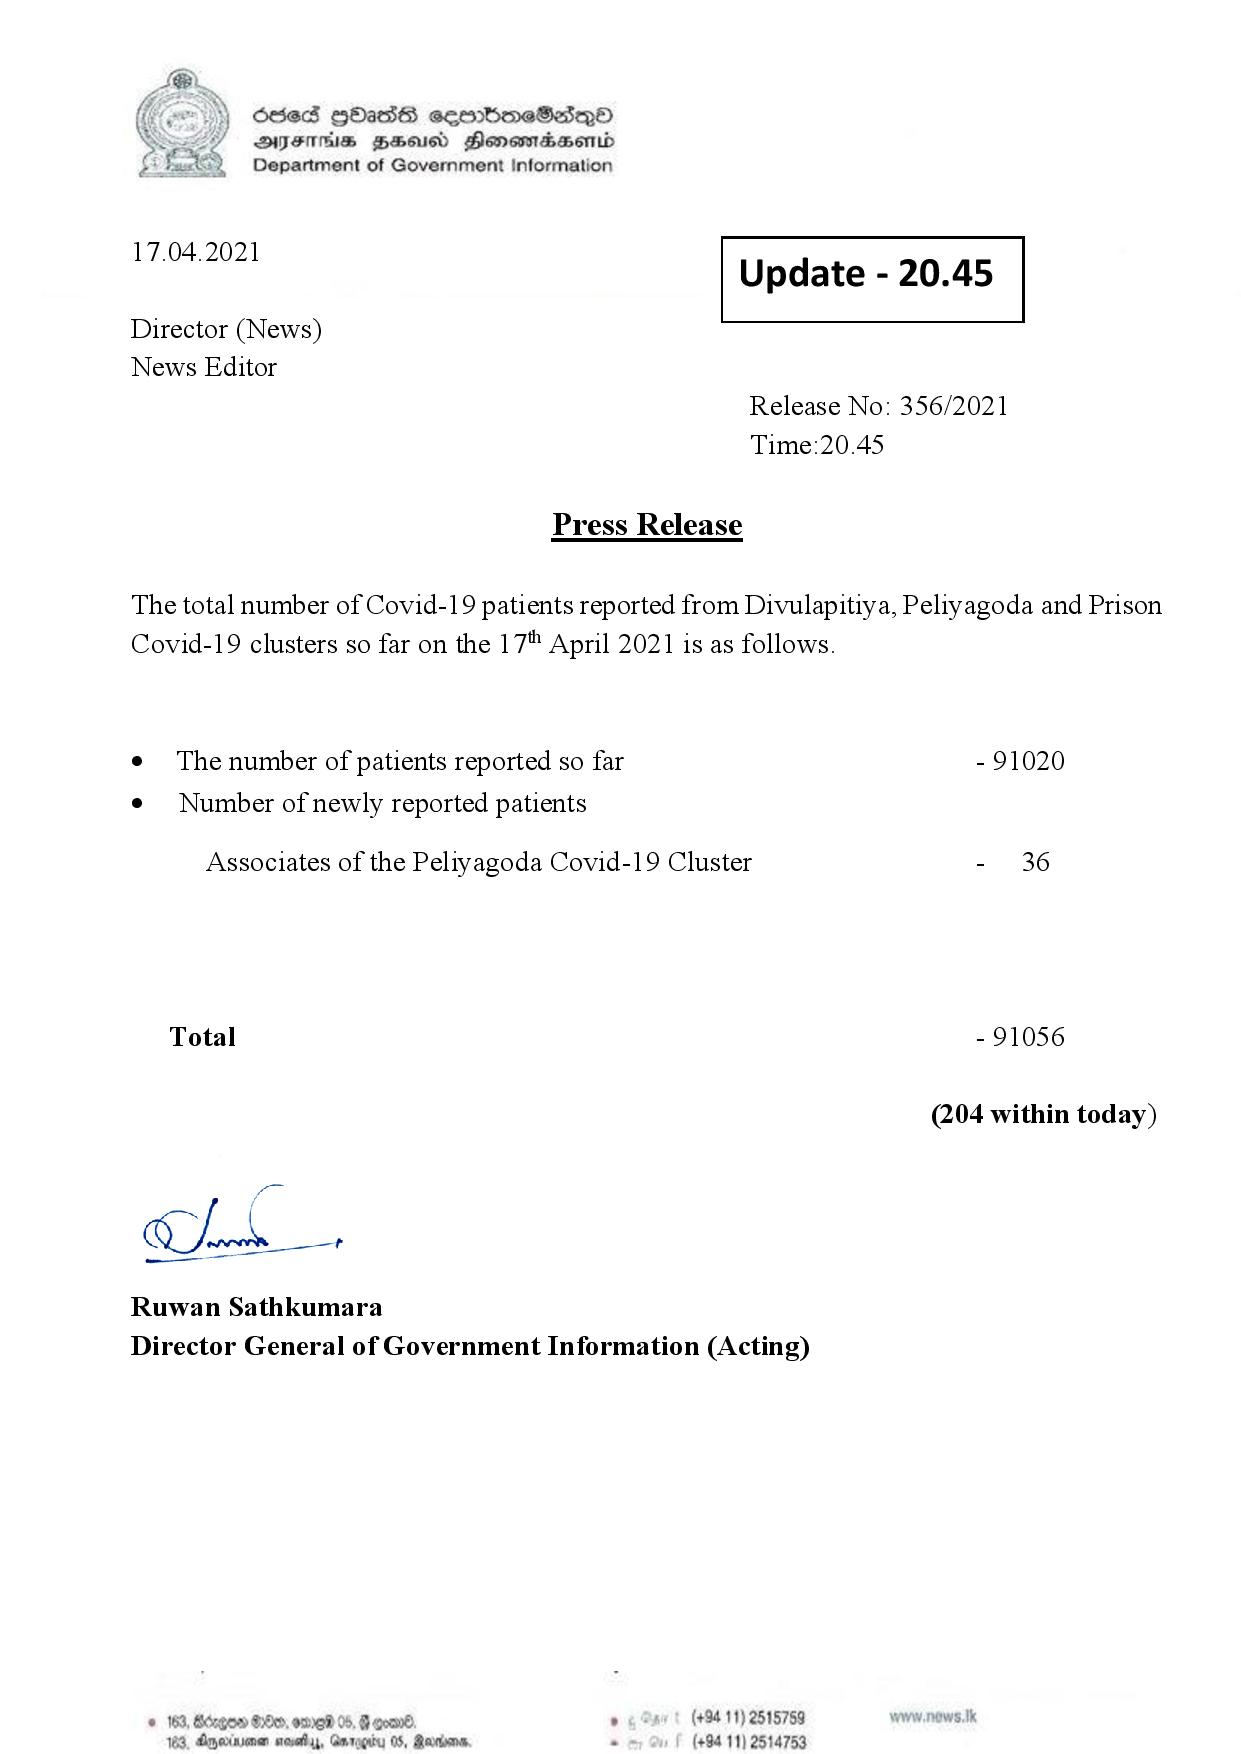 රජයේ ප්‍රවෘත්ති දෙපාර්තමේන්තුව
அரசாங்க தகவல் திணைக்களம்
Department of Government Information
17.04.2021
Update - 20.45
Director (News)
News Editor
Release No: 356/2021
Time:20.45
Press Release
The total number of Covid-19 patients reported from Divulapitiya, Peliyagoda and Prison
Covid-19 clusters so far on the 17th April 2021 is as follows.
• The number of patients reported so far - 91020
• Number of newly reported patients
Associates of the Peliyagoda Covid-19 Cluster - 36
Total - 91056
(204 within today)
Ruwan Sathkumara
Director General of Government Information (Acting)
163, කිරුලපන මාවත, කොළඹ 05, ශ්‍රී ලංකාව.
163, கிருலப்பனை எவனியூ, கொழும்பு 05, இலங்கை.
(+94 11) 2515759
(+94 11) 2514753
www.news.lk